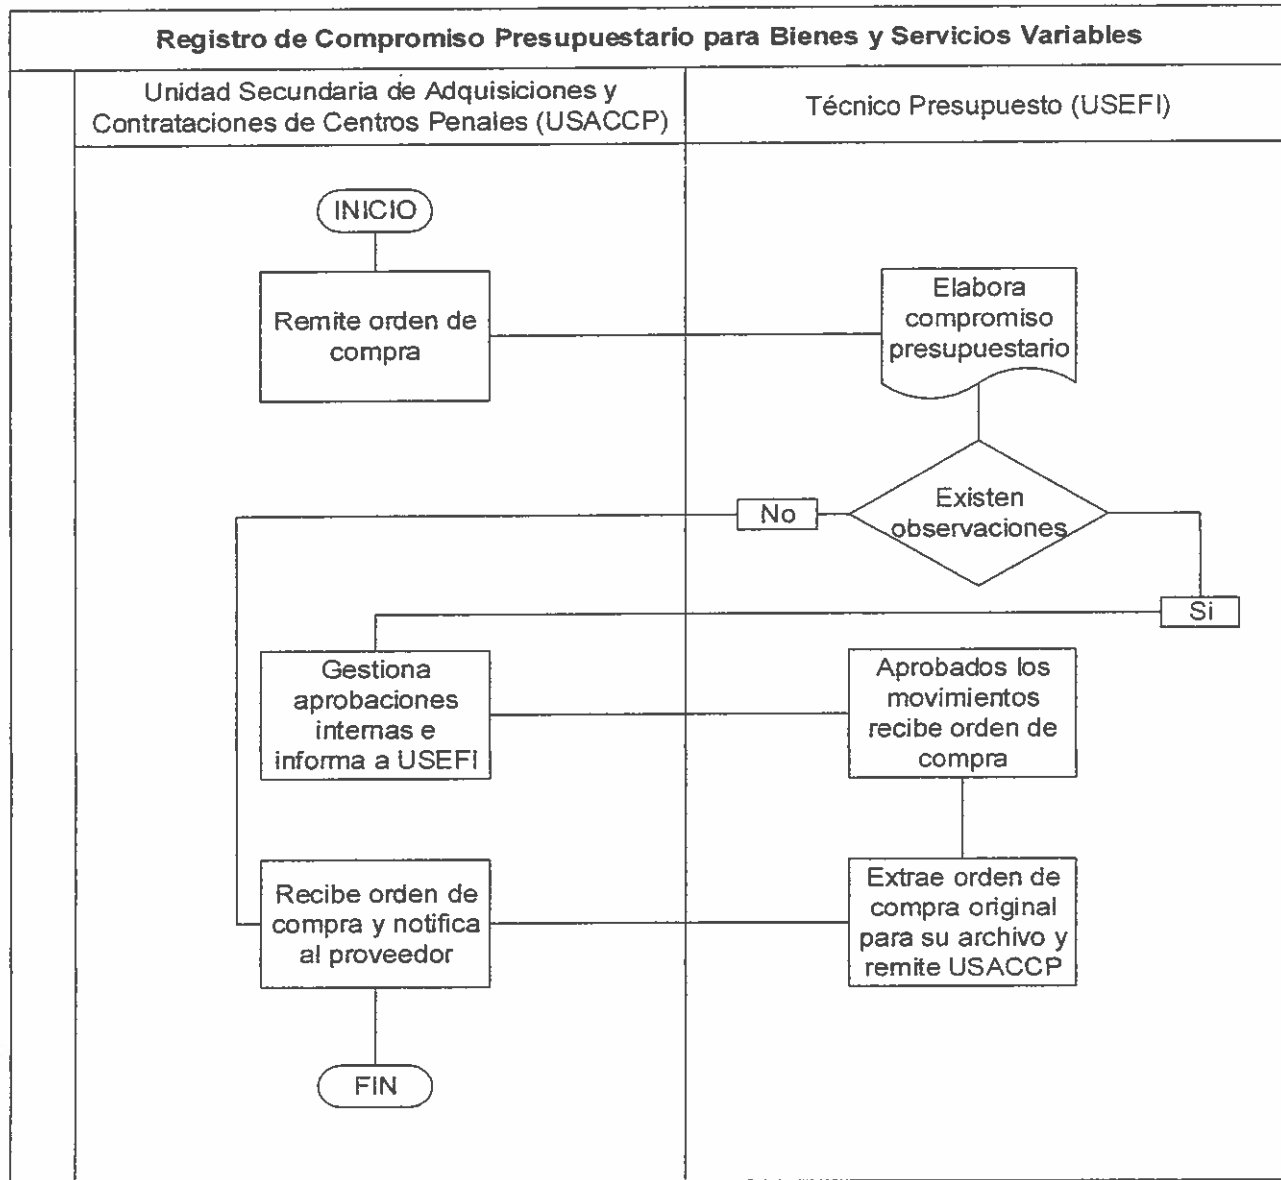 Registro de Compromiso Presupuestario para Bienes y Servicios Variables
Unidad Secundaria de Adquisiciones y
Contrataciones de Centros Penales (USACCP)
Técnico Presupuesto (USEFI)
INICIO
Remite orden de
compra
Elabora
compromiso
presupuestario
Existen
observaciones
No
Si
Gestiona
aprobaciones
internas e
informa a USEFI
Aprobados los
movimientos
recibe orden de
compra
Recibe orden de
compra y notifica
al proveedor
Extrae orden de
compra original
para su archivo y
remite USACCP
FIN